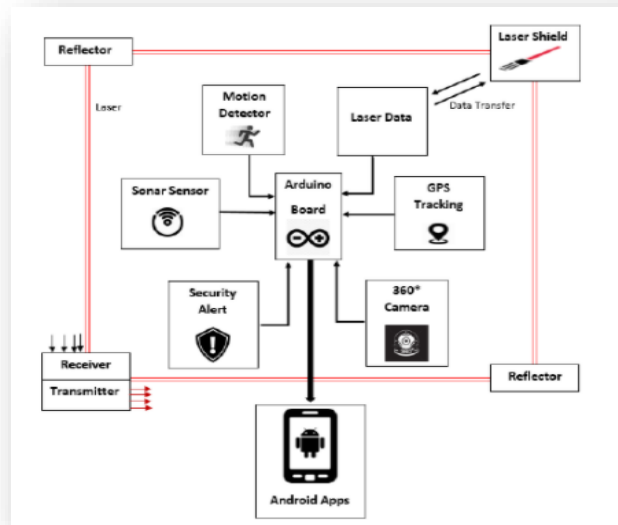 Reflector
Laser Shield
Laser
Data Transfer
Motion
Detector
Laser Data
Sonar Sensor
Arduino
Board
GPS
Tracking
Security
Alert
360°
Camera
Receiver
Transmitter
Reflector
Android Apps